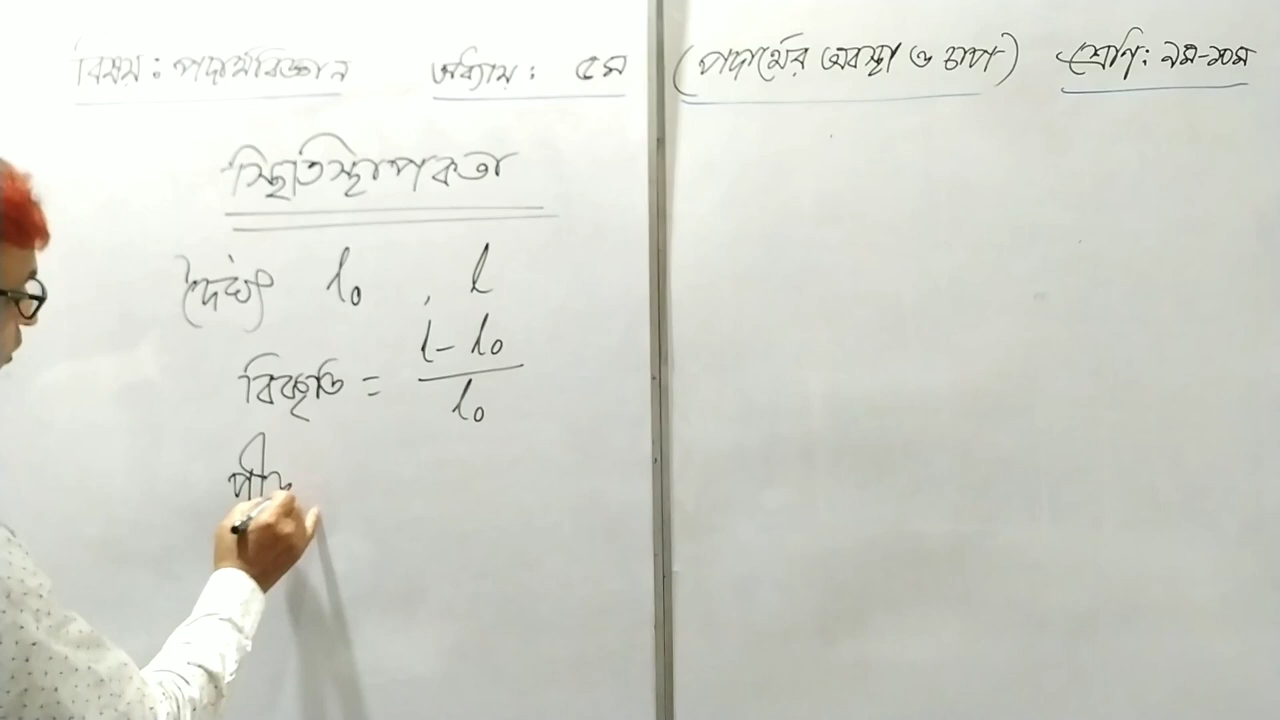 বিষয়ঃ পদার্থবিজ্ঞান অধ্যায়ঃ ৫ম (পদার্থের অবস্থা ও চাপ) শ্রেণিঃ ৯ম-১০ম
স্থিতিস্থাপকতা
দৈর্ঘ্য l₀ , l
বিকৃতি = (l - l₀) / l₀
পীড